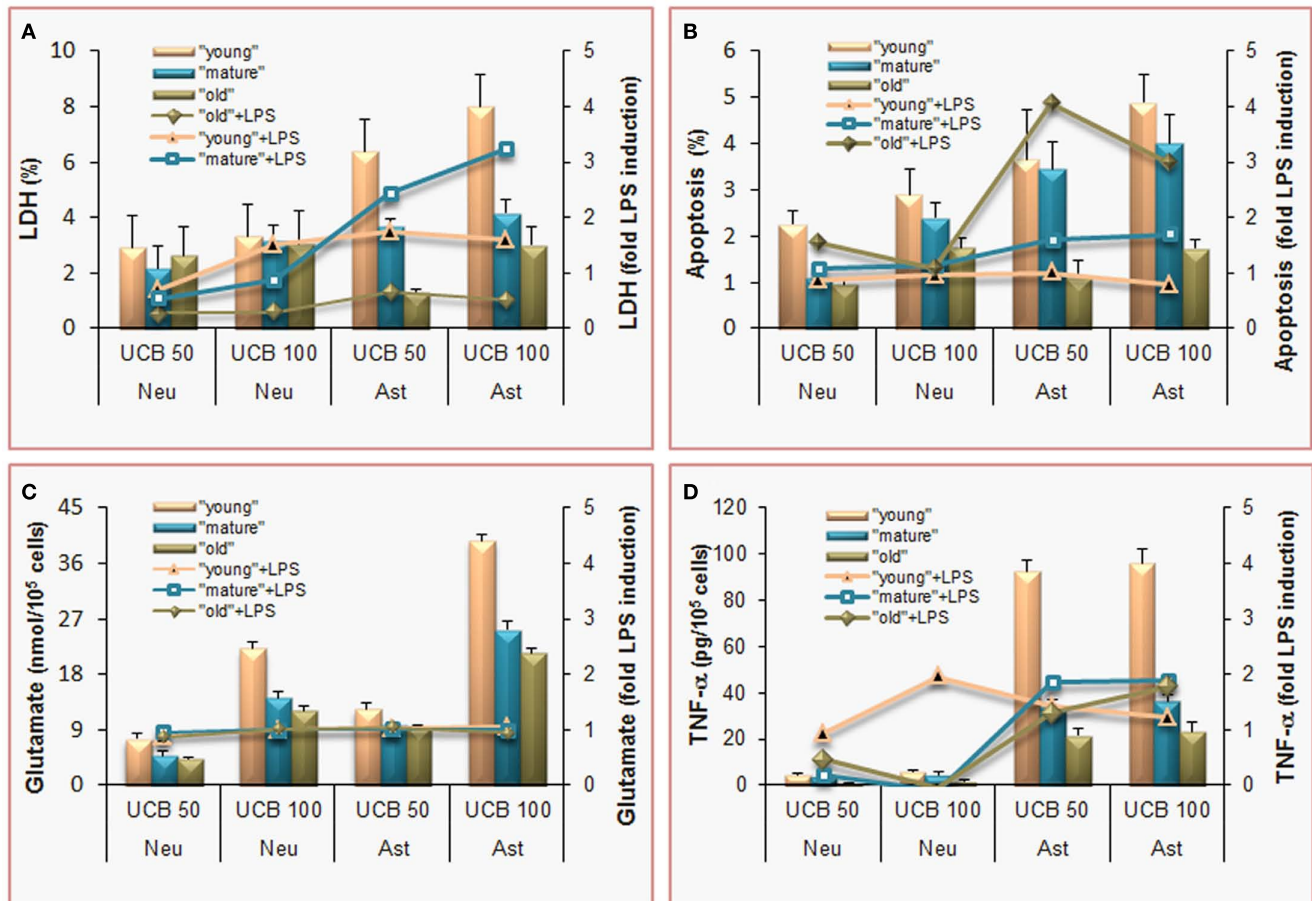 A
LDH (%)
10
8
6
4
2
0
"young"
"mature"
"old"
"old"+LPS
"young"+LPS
"mature"+LPS
5
4
3
2
1
0
LDH (fold LPS induction)
UCB 50 UCB 100 UCB 50 UCB 100
Neu Neu Ast Ast
B
Apoptosis (%)
6
5
4
3
2
1
0
"young"
"mature"
"old"
"young"+LPS
"mature"+LPS
"old"+LPS
5
4
3
2
1
0
Apoptosis (fold LPS induction)
UCB 50 UCB 100 UCB 50 UCB 100
Neu Neu Ast Ast
C
Glutamate (nmol/10⁵ cells)
45
36
27
18
9
0
"young"
"mature"
"old"
"young"+LPS
"mature"+LPS
"old"+LPS
5
4
3
2
1
0
Glutamate (fold LPS induction)
UCB 50 UCB 100 UCB 50 UCB 100
Neu Neu Ast Ast
D
TNF-α (pg/10⁵ cells)
120
100
80
60
40
20
0
"young"
"mature"
"old"
"young"+LPS
"mature"+LPS
"old"+LPS
5
4
3
2
1
0
TNF-α (fold LPS induction)
UCB 50 UCB 100 UCB 50 UCB 100
Neu Neu Ast Ast